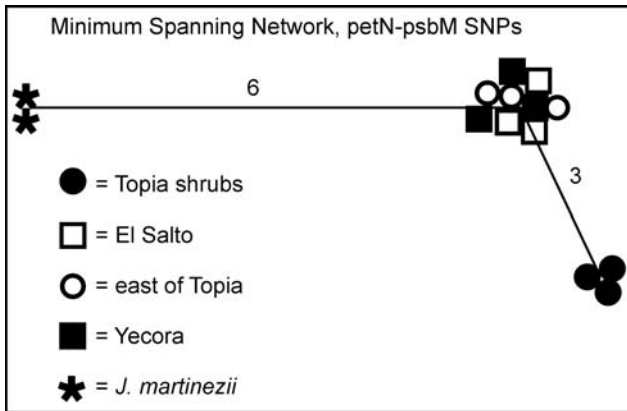 Minimum Spanning Network, petN-psbM SNPs
6
3
= Topia shrubs
= El Salto
= east of Topia
= Yecora
= J. martinezii